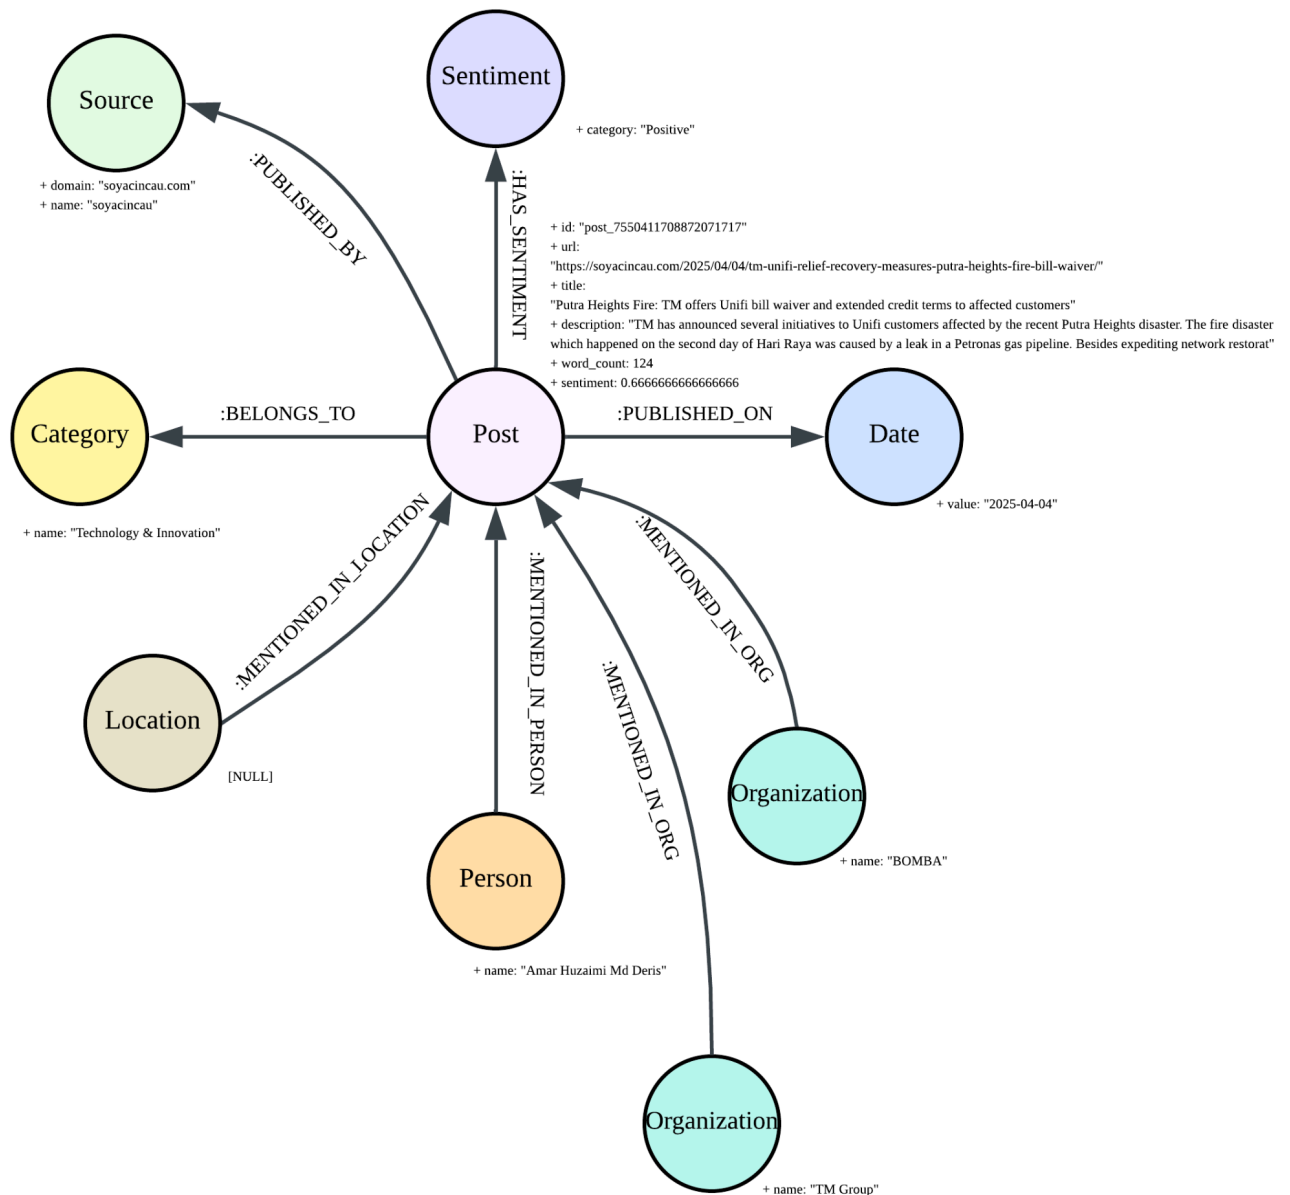 Sentiment
Source
+ category: "Positive"
:PUBLISHED_BY
+ domain: "soyacincau.com"
+ name: "soyacincau"
:HAS_SENTIMENT
+ id: "post_7550411708872071717"
+ url:
"https://soyacincau.com/2025/04/04/tm-unifi-relief-recovery-measures-putra-heights-fire-bill-waiver/"
+ title:
"Putra Heights Fire: TM offers Unifi bill waiver and extended credit terms to affected customers"
+ description: "TM has announced several initiatives to Unifi customers affected by the recent Putra Heights disaster. The fire disaster
which happened on the second day of Hari Raya was caused by a leak in a Petronas gas pipeline. Besides expediting network restorat"
+ word_count: 124
+ sentiment: 0.6666666666666666
:BELONGS_TO
:PUBLISHED_ON
Category
Post
Date
+ value: "2025-04-04"
+ name: "Technology & Innovation"
:MENTIONED_IN_LOCATION
:MENTIONED_IN_PERSON
:MENTIONED_IN_ORG
:MENTIONED_IN_ORG
Location
[NULL]
Organization
+ name: "BOMBA"
Person
+ name: "Amar Huzaimi Md Deris"
Organization
+ name: "TM Group"